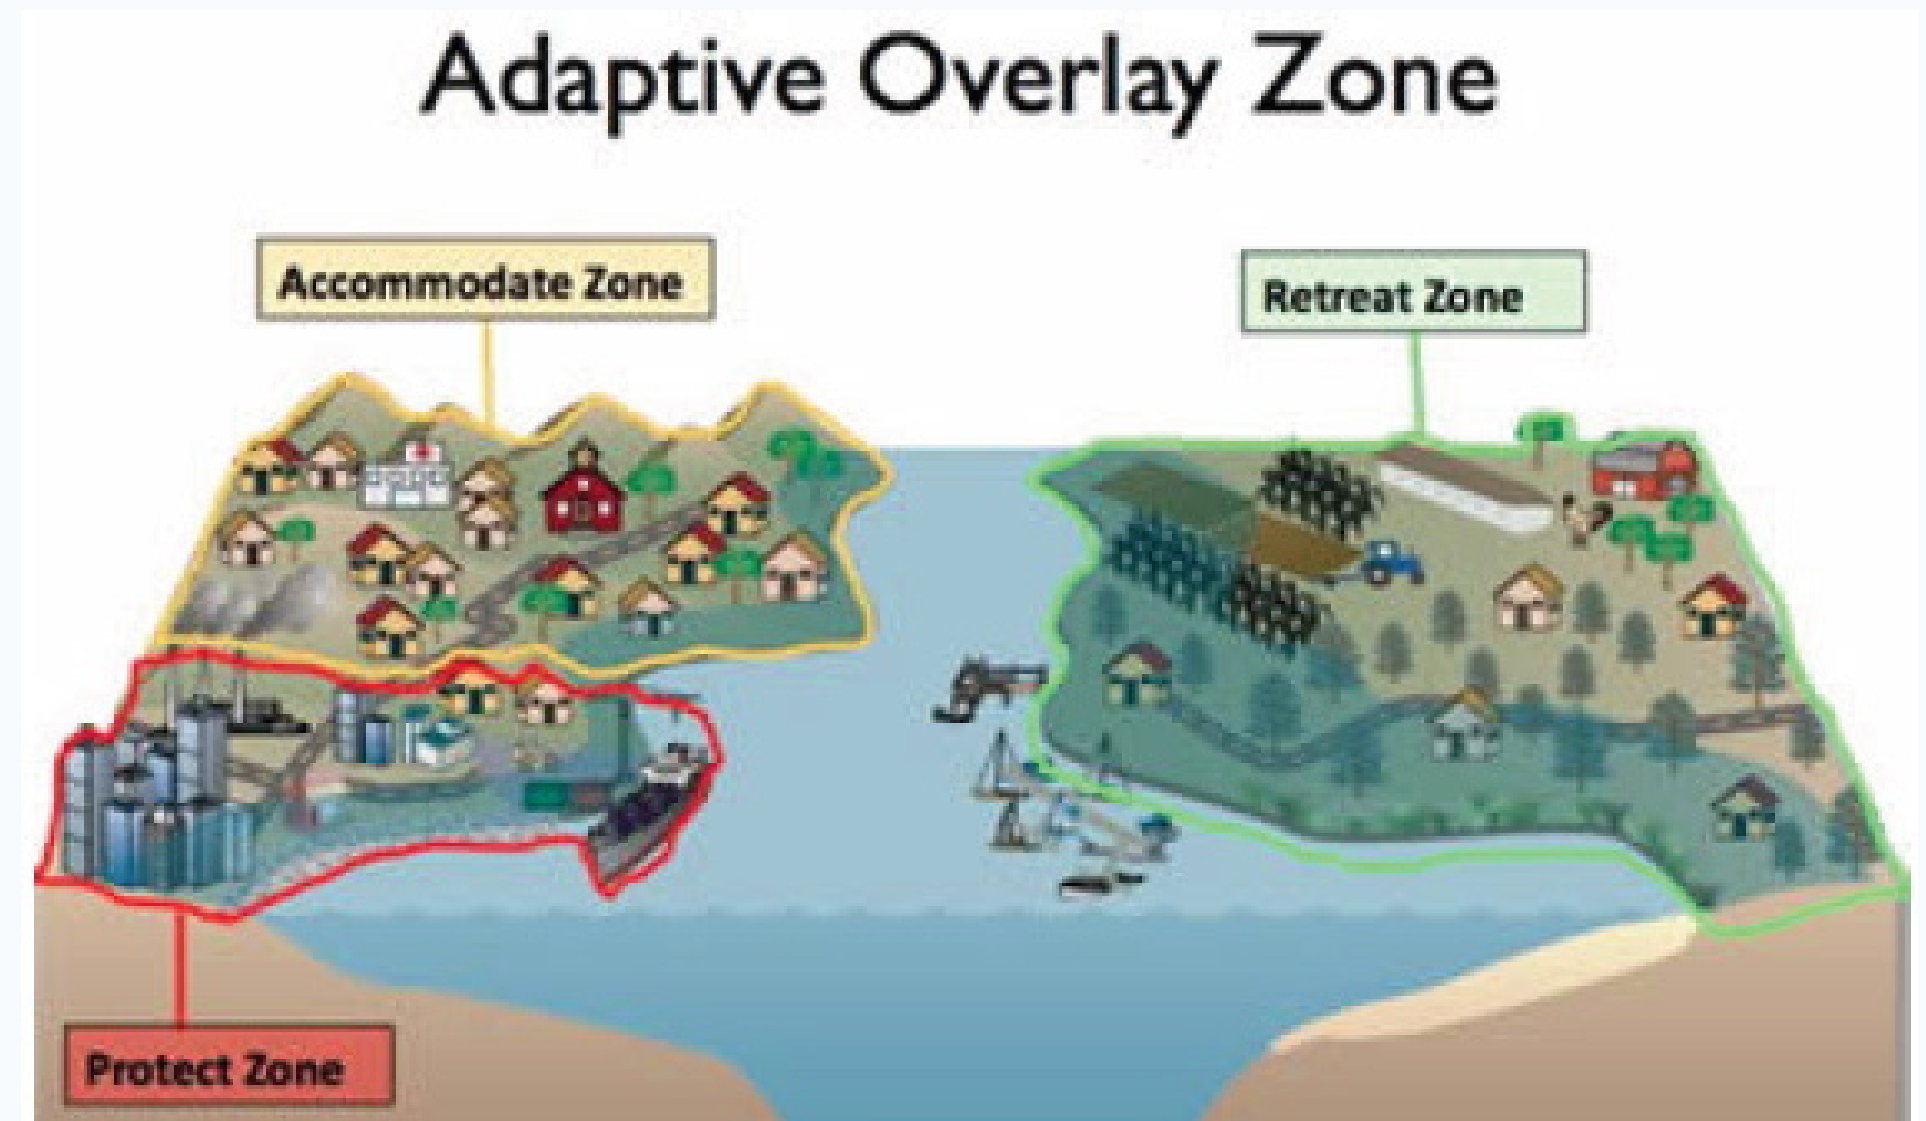 Adaptive Overlay Zone
Accommodate Zone
Retreat Zone
Protect Zone